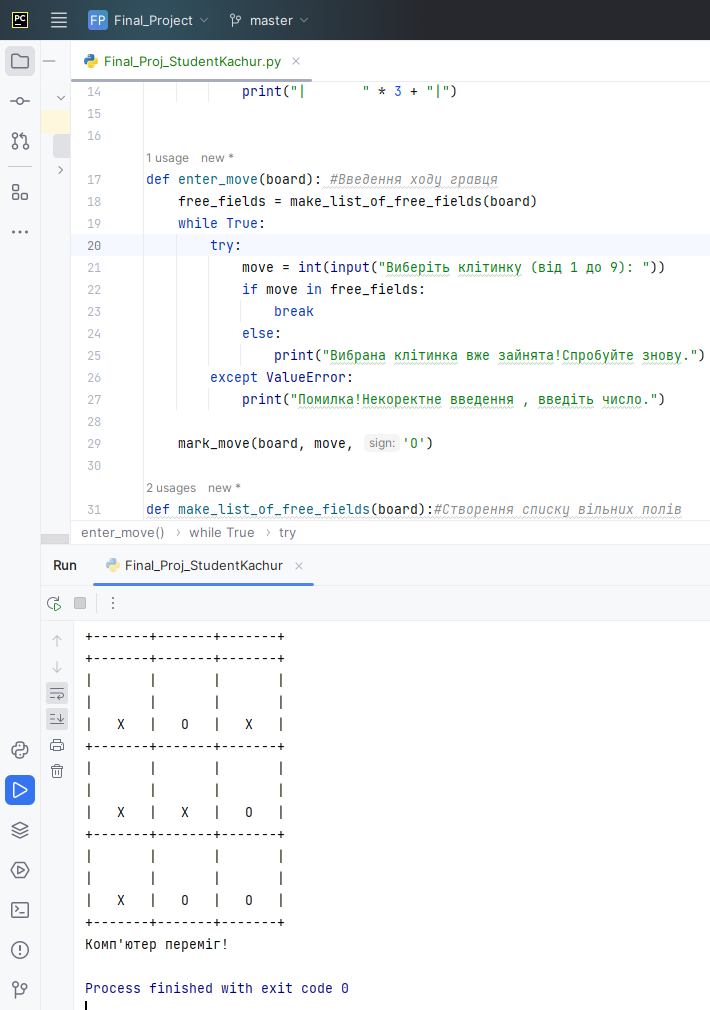 PC FP Final_Project master
Final_Proj_StudentKachur.py
14 print("|       " * 3 + "|")
15
16
1 usage new *
17 def enter_move(board): #Введення ходу гравця
18 free_fields = make_list_of_free_fields(board)
19 while True:
20 try:
21 move = int(input("Виберіть клітинку (від 1 до 9): "))
22 if move in free_fields:
23 break
24 else:
25 print("Вибрана клітинка вже зайнята!Спробуйте знову.")
26 except ValueError:
27 print("Помилка!Некоректне введення , введіть число.")
28
29 mark_move(board, move, sign: 'O')
30
2 usages new *
31 def make_list_of_free_fields(board):#Створення списку вільних полів
enter_move() > while True > try
Run Final_Proj_StudentKachur
+-------+-------+-------+
+-------+-------+-------+
|       |       |       |
|       |       |       |
|   X   |   O   |   X   |
+-------+-------+-------+
|       |       |       |
|       |       |       |
|   X   |   X   |   O   |
+-------+-------+-------+
|       |       |       |
|       |       |       |
|   X   |   O   |   O   |
+-------+-------+-------+
Комп'ютер переміг!
Process finished with exit code 0